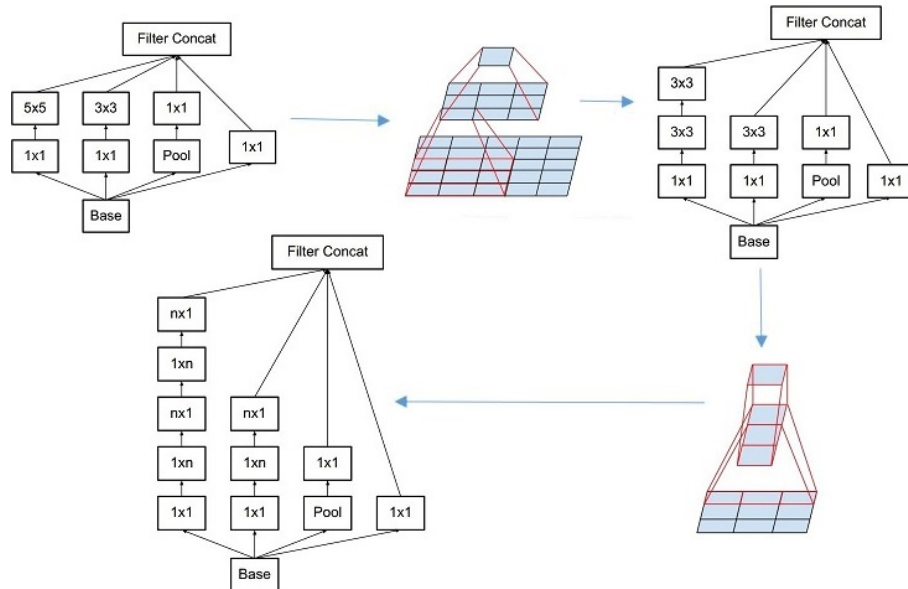 Filter Concat
5x5
3x3
1x1
1x1
1x1
Pool
1x1
Base
Filter Concat
3x3
3x3
3x3
1x1
1x1
1x1
Pool
1x1
Base
Filter Concat
nx1
1xn
nx1
nx1
1xn
1xn
1x1
1x1
1x1
Pool
1x1
Base